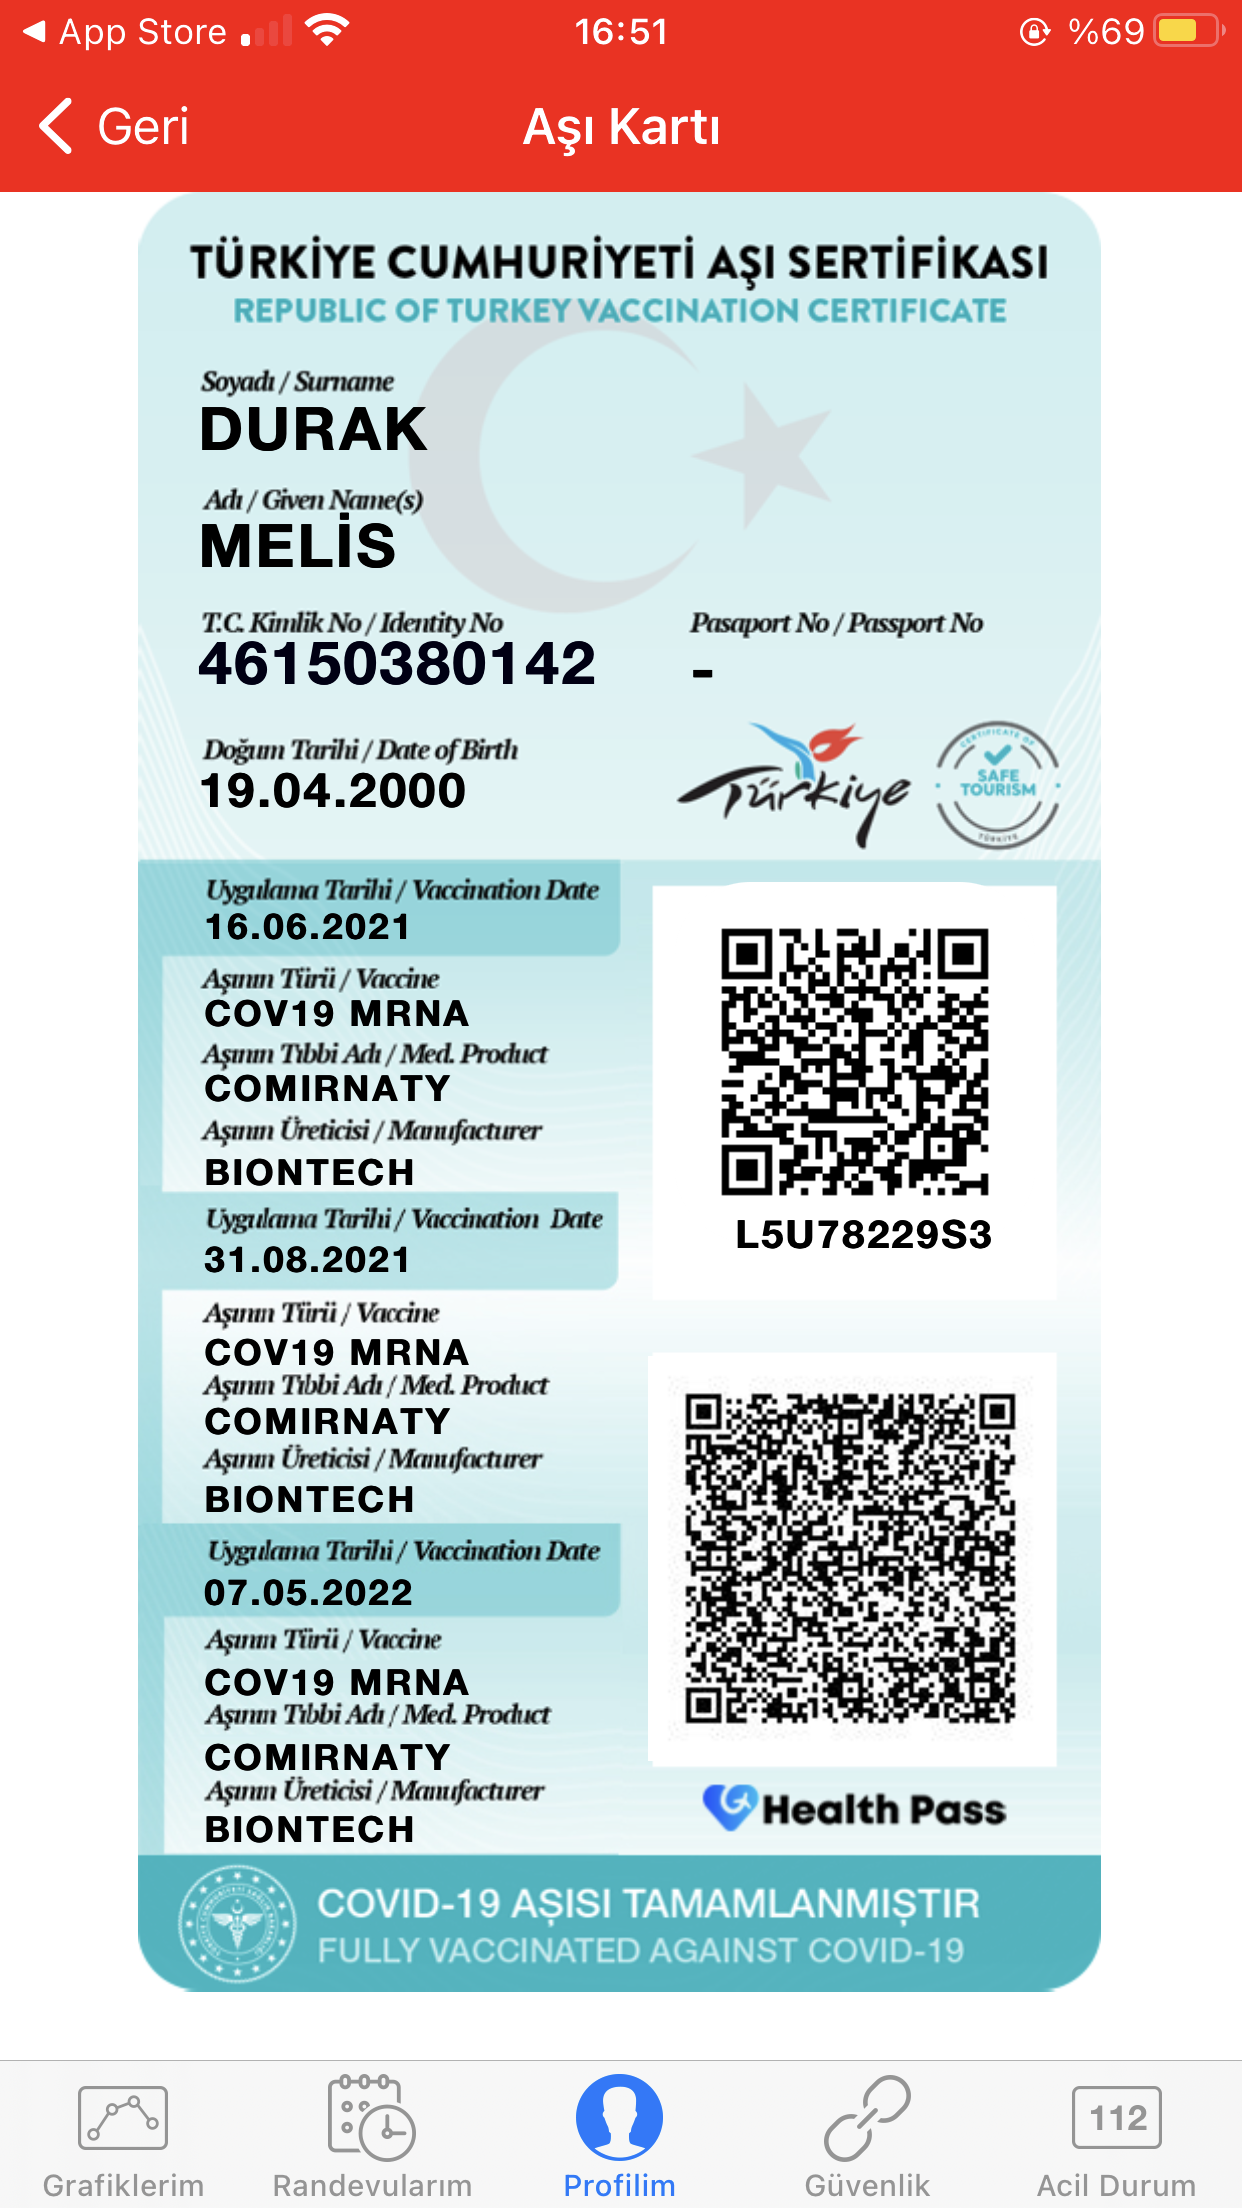 App Store
16:51
%69
Geri
Aşı Kartı
TÜRKİYE CUMHURİYETİ AŞI SERTİFİKASI
REPUBLIC OF TURKEY VACCINATION CERTIFICATE
Soyadı / Surname
DURAK
Adı / Given Name(s)
MELİS
T.C. Kimlik No / Identity No
46150380142
Pasaport No / Passport No
-
Doğum Tarihi / Date of Birth
19.04.2000
Türkiye
CERTIFICATE OF
SAFE
TOURISM
TÜRKİYE
Uygulama Tarihi / Vaccination Date
16.06.2021
Aşının Türü / Vaccine
COV19 MRNA
Aşının Tıbbi Adı / Med. Product
COMIRNATY
Aşının Üreticisi / Manufacturer
BIONTECH
Uygulama Tarihi / Vaccination Date
31.08.2021
Aşının Türü / Vaccine
COV19 MRNA
Aşının Tıbbi Adı / Med. Product
COMIRNATY
Aşının Üreticisi / Manufacturer
BIONTECH
Uygulama Tarihi / Vaccination Date
07.05.2022
Aşının Türü / Vaccine
COV19 MRNA
Aşının Tıbbi Adı / Med. Product
COMIRNATY
Aşının Üreticisi / Manufacturer
BIONTECH
L5U78229S3
Health Pass
COVID-19 AŞISI TAMAMLANMIŞTIR
FULLY VACCINATED AGAINST COVID-19
Grafiklerim
Randevularım
Profilim
Güvenlik
112
Acil Durum